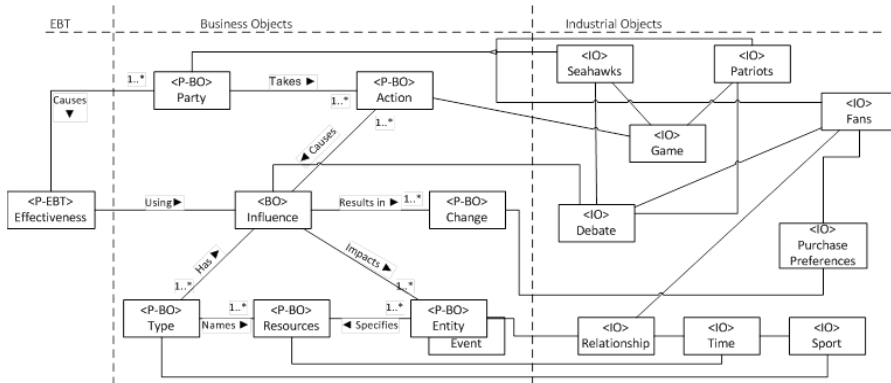 EBT
Business Objects
Industrial Objects
<IO>
Seahawks
<IO>
Patriots
1..*
<P-BO>
Party
Takes ▶
1..*
<P-BO>
Action
1..*
<IO>
Fans
Causes
▼
<IO>
Game
◀ Causes
<P-EBT>
Effectiveness
Using▶
<BO>
Influence
Results in ▶
1..*
<P-BO>
Change
<IO>
Debate
<IO>
Purchase
Preferences
Has ▶
Impacts ▶
1..*
1..*
1..*
1..*
1..*
<P-BO>
Type
Names ▶
<P-BO>
Resources
◀ Specifies
<P-BO>
Entity
Event
<IO>
Relationship
<IO>
Time
<IO>
Sport